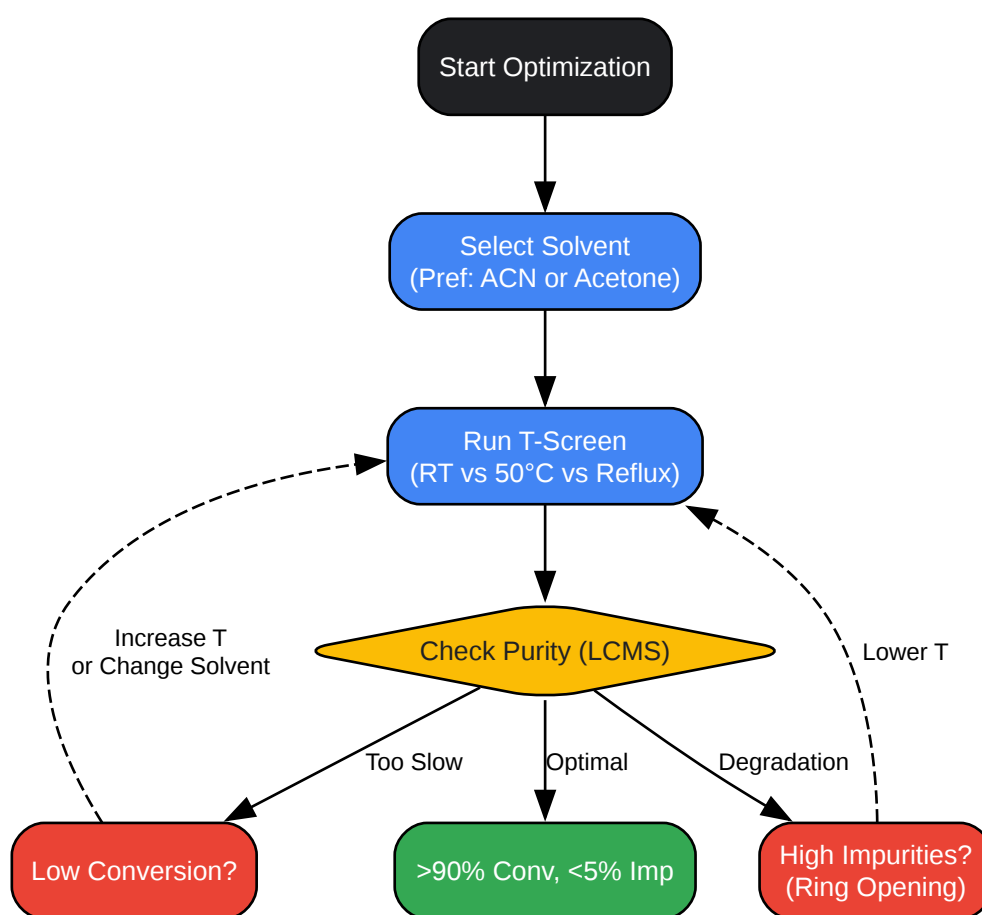 Start Optimization
Select Solvent
(Pref: ACN or Acetone)
Run T-Screen
(RT vs 50°C vs Reflux)
Increase T
or Change Solvent
Check Purity (LCMS)
Lower T
Too Slow
Optimal
Degradation
Low Conversion?
>90% Conv, <5% Imp
High Impurities?
(Ring Opening)